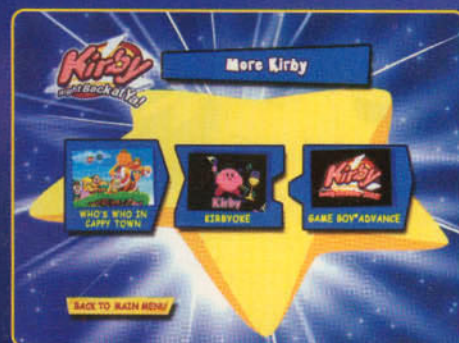 Kirby
Right Back at Ya!
More Kirby
Kirby
WHO'S WHO IN
CAPPY TOWN
KIRBYOKE
GAME BOY® ADVANCE
BACK TO MAIN MENU